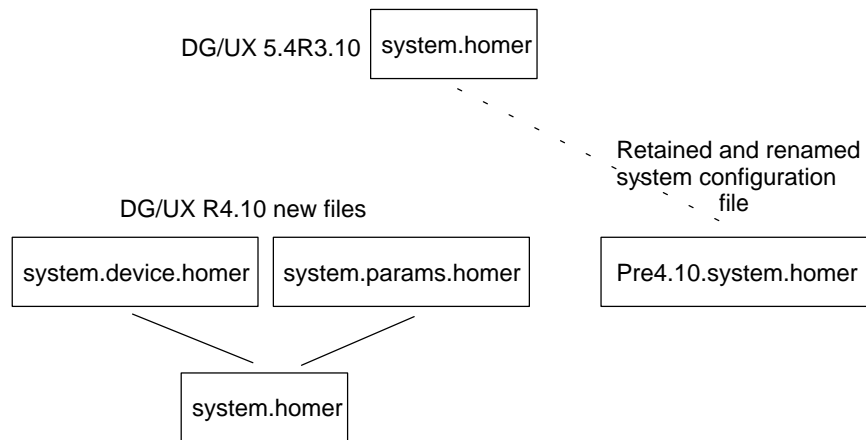 DG/UX 5.4R3.10
system.homer
Retained and renamed
system configuration
file
DG/UX R4.10 new files
system.device.homer
system.params.homer
Pre4.10.system.homer
system.homer